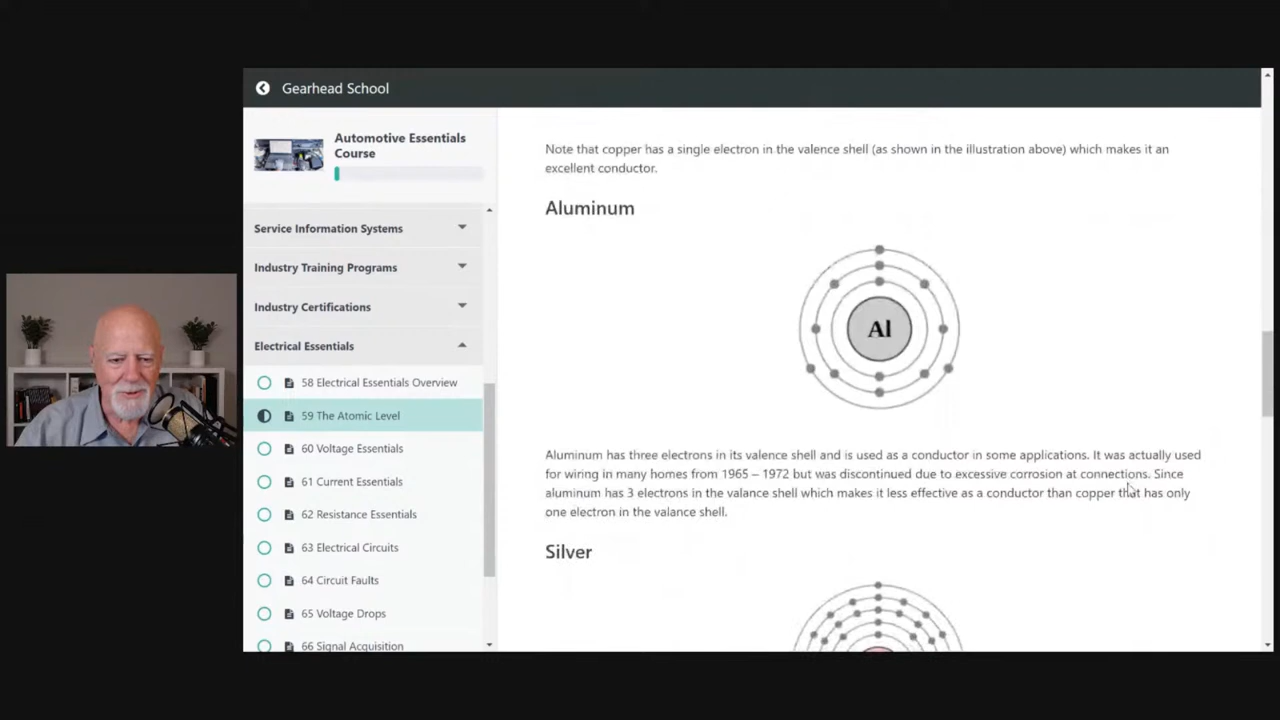 Gearhead School
Automotive Essentials
Course
Service Information Systems
Industry Training Programs
Industry Certifications
Electrical Essentials
58 Electrical Essentials Overview
59 The Atomic Level
60 Voltage Essentials
61 Current Essentials
62 Resistance Essentials
63 Electrical Circuits
64 Circuit Faults
65 Voltage Drops
66 Signal Acquisition
Note that copper has a single electron in the valence shell (as shown in the illustration above) which makes it an
excellent conductor.
Aluminum
Al
Aluminum has three electrons in its valence shell and is used as a conductor in some applications. It was actually used
for wiring in many homes from 1965 – 1972 but was discontinued due to excessive corrosion at connections. Since
aluminum has 3 electrons in the valance shell which makes it less effective as a conductor than copper that has only
one electron in the valance shell.
Silver